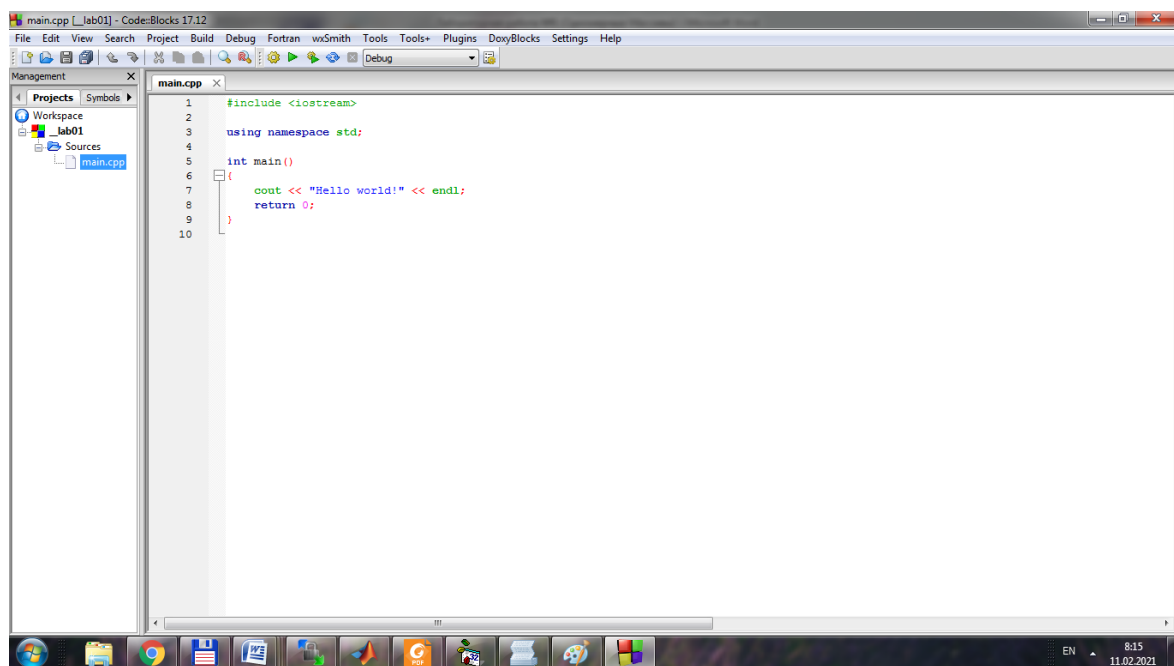 main.cpp [__lab01] - Code::Blocks 17.12
File Edit View Search Project Build Debug Fortran wxSmith Tools Tools+ Plugins DoxyBlocks Settings Help
Debug
Management
Projects Symbols
Workspace
__lab01
Sources
main.cpp
main.cpp
1 #include <iostream>
2
3 using namespace std;
4
5 int main()
6 {
7 cout << "Hello world!" << endl;
8 return 0;
9 }
10
EN
8:15
11.02.2021